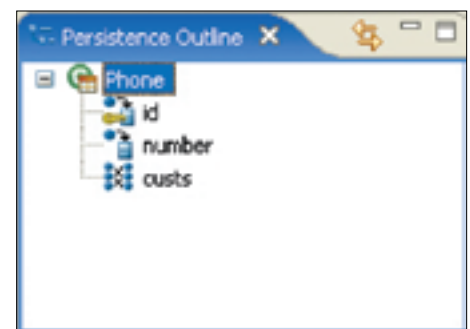 Persistence Outline
Phone
id
number
custs